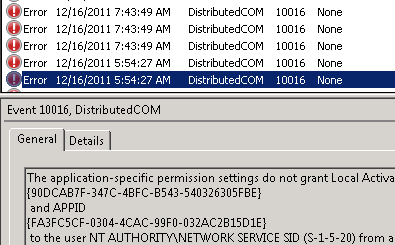 Error 12/16/2011 7:43:49 AM DistributedCOM 10016 None
Error 12/16/2011 7:43:49 AM DistributedCOM 10016 None
Error 12/16/2011 7:43:49 AM DistributedCOM 10016 None
Error 12/16/2011 5:54:27 AM DistributedCOM 10016 None
Error 12/16/2011 5:54:27 AM DistributedCOM 10016 None
Event 10016, DistributedCOM
General Details
The application-specific permission settings do not grant Local Activa
{90DCAB7F-347C-4BFC-B543-540326305FBE}
and APPID
{FA3FC5CF-0304-4CAC-99F0-032AC2B15D1E}
to the user NT AUTHORITY\NETWORK SERVICE SID (S-1-5-20) from a